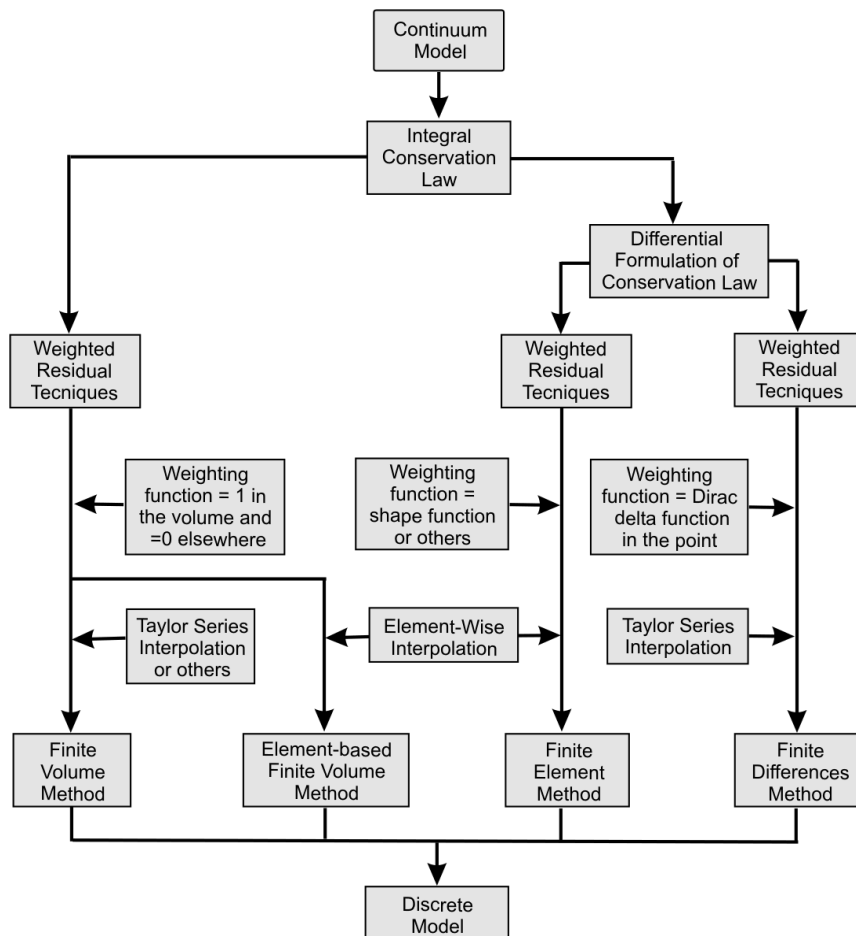 Continuum
Model
Integral
Conservation
Law
Differential
Formulation of
Conservation Law
Weighted
Residual
Tecniques
Weighted
Residual
Tecniques
Weighted
Residual
Tecniques
Weighting
function = 1 in
the volume and
=0 elsewhere
Weighting
function =
shape function
or others
Weighting
function = Dirac
delta function
in the point
Taylor Series
Interpolation
or others
Element-Wise
Interpolation
Taylor Series
Interpolation
Finite
Volume
Method
Element-based
Finite Volume
Method
Finite
Element
Method
Finite
Differences
Method
Discrete
Model